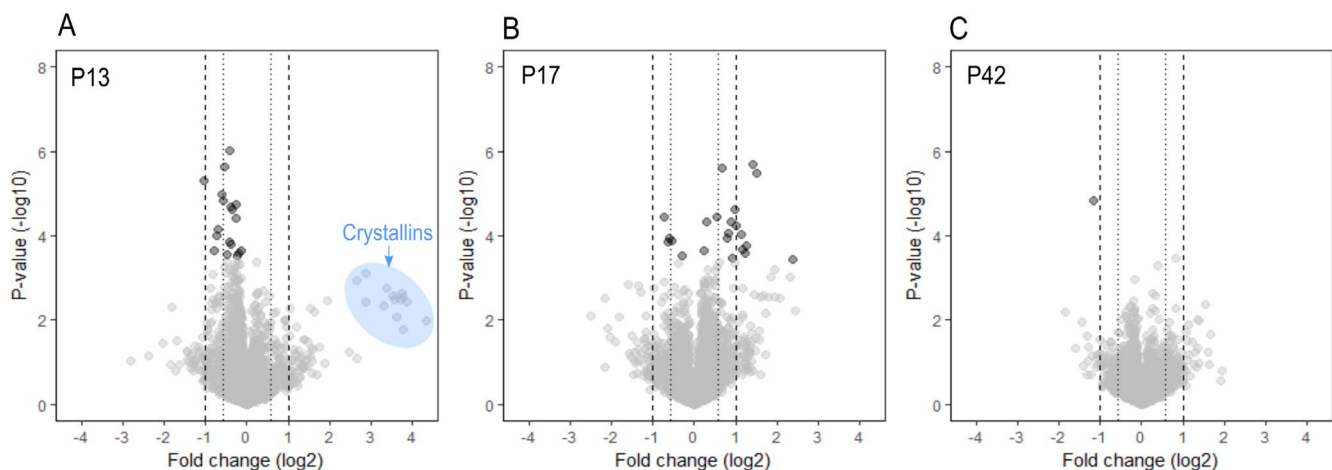 A
P13
Crystallins
P-value (-log10)
8
6
4
2
0
-4 -3 -2 -1 0 1 2 3 4
Fold change (log2)
B
P17
P-value (-log10)
8
6
4
2
0
-4 -3 -2 -1 0 1 2 3 4
Fold change (log2)
C
P42
P-value (-log10)
8
6
4
2
0
-4 -3 -2 -1 0 1 2 3 4
Fold change (log2)